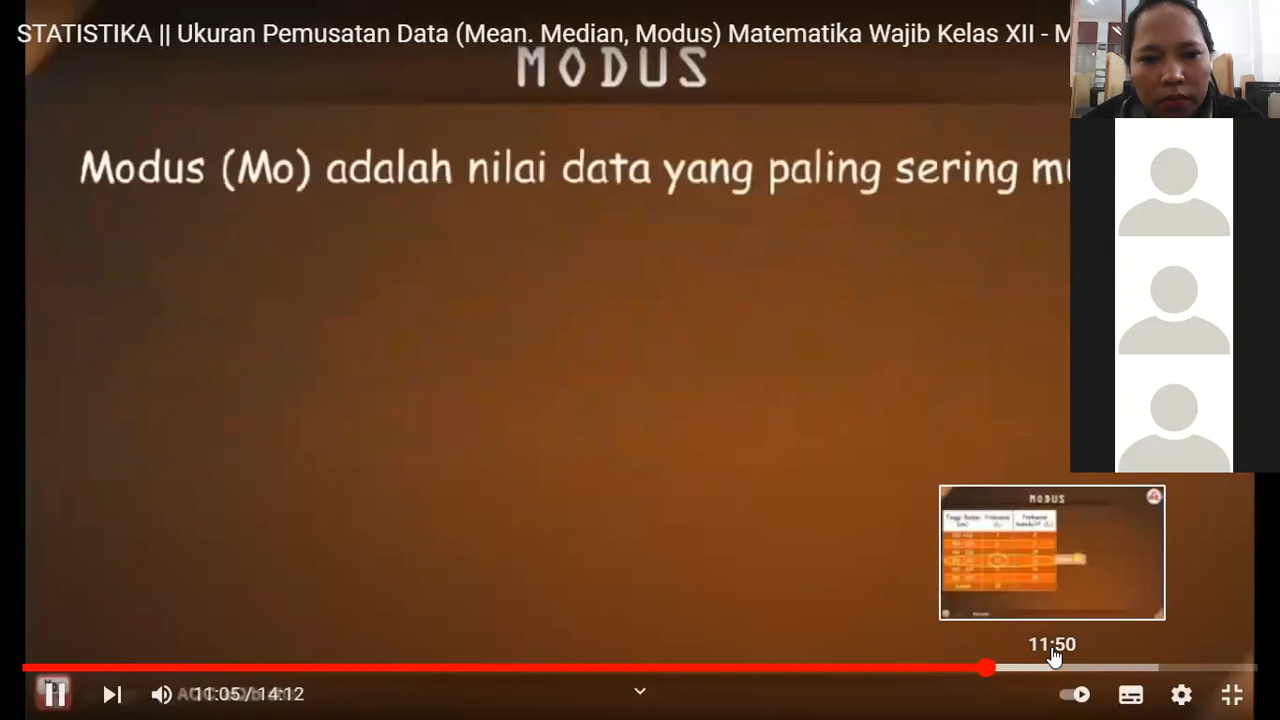 STATISTIKA || Ukuran Pemusatan Data (Mean. Median, Modus) Matematika Wajib Kelas XII - M
MODUS
Modus (Mo) adalah nilai data yang paling sering mu
MODUS
11:50
11:05 / 14:12